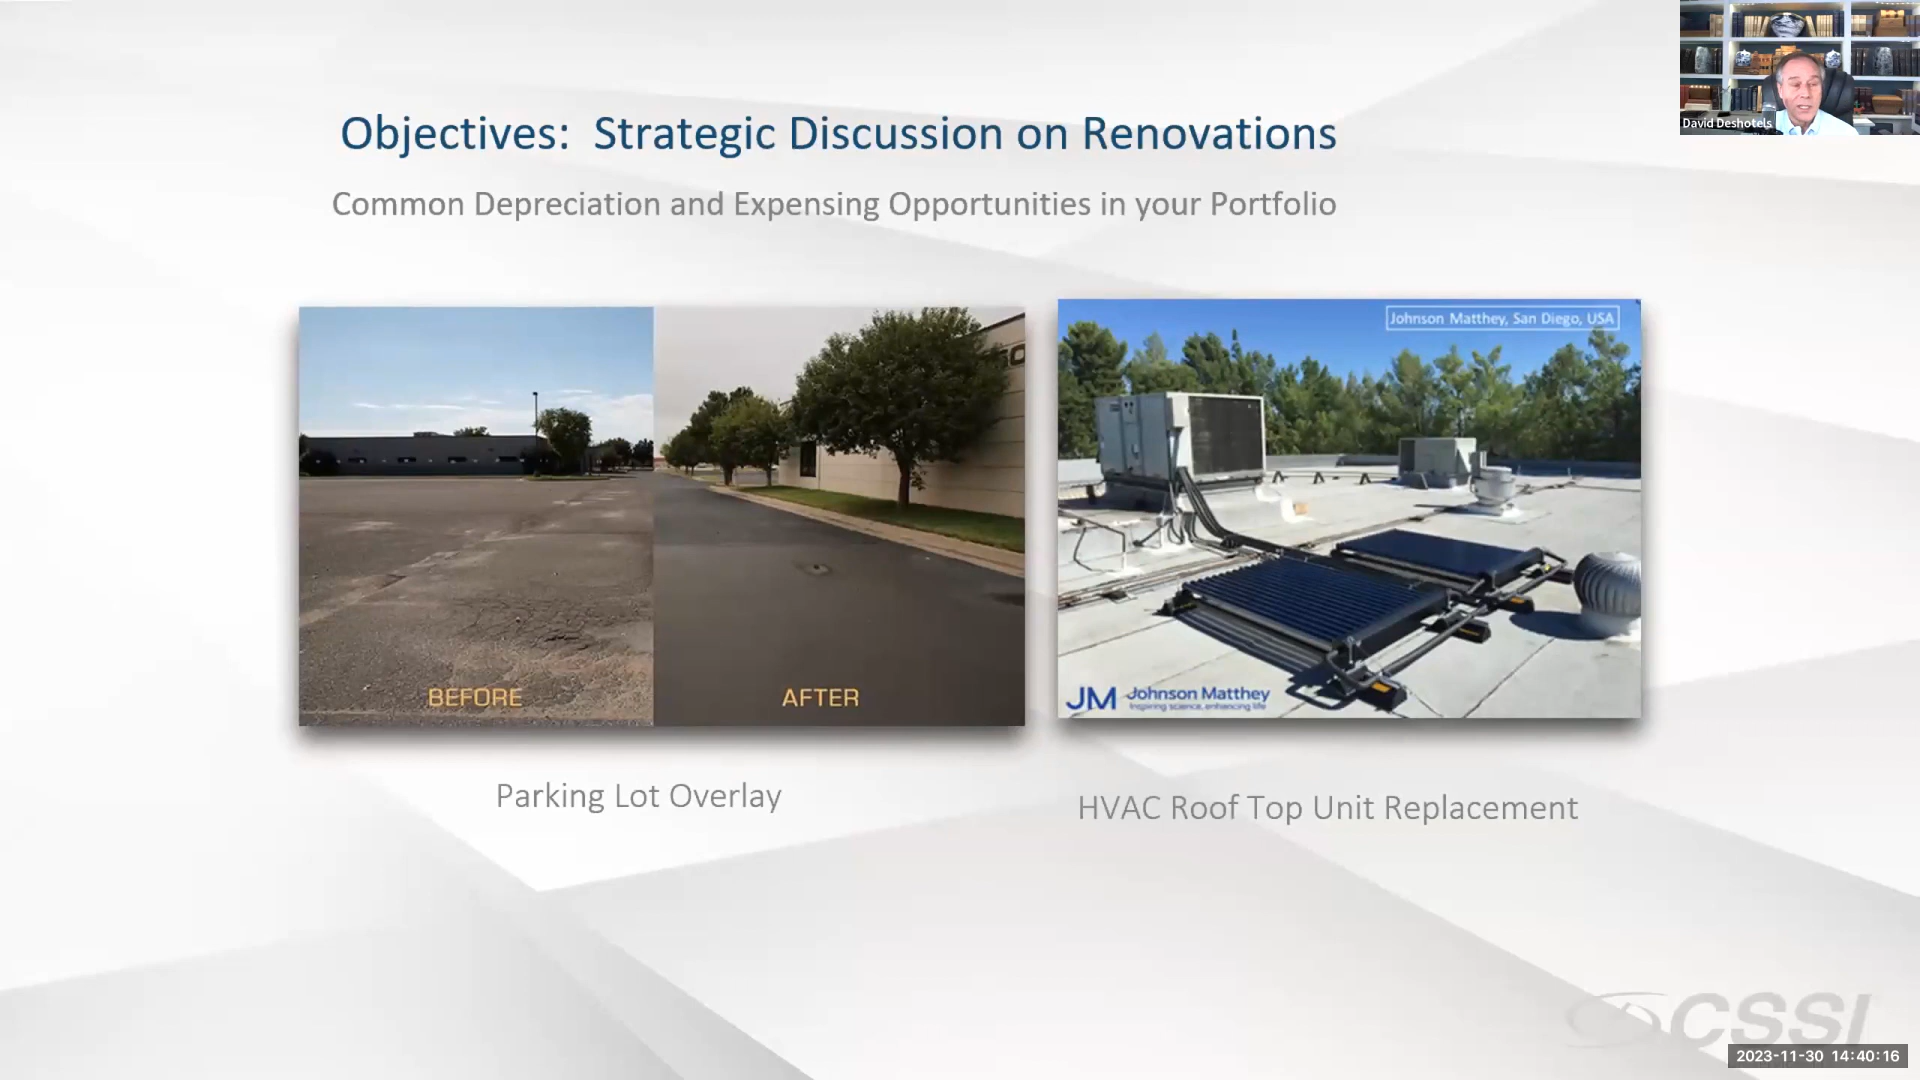 David Deshotels
Objectives: Strategic Discussion on Renovations
Common Depreciation and Expensing Opportunities in your Portfolio
Johnson Matthey, San Diego, USA
BEFORE
AFTER
JM Johnson Matthey
Inspiring science, enhancing life
Parking Lot Overlay
HVAC Roof Top Unit Replacement
CSSI
2023-11-30 14:40:16